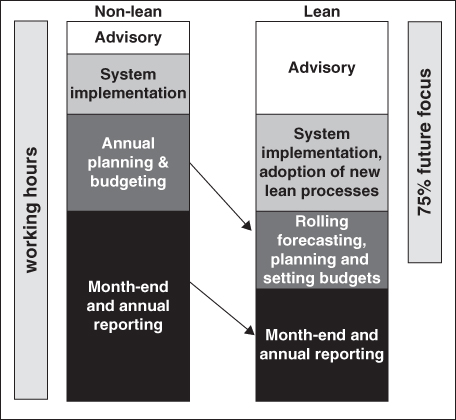 Non-lean
Lean
working hours
Advisory
System
implementation
Annual
planning &
budgeting
Month-end
and annual
reporting
Advisory
System
implementation,
adoption of new
lean processes
Rolling
forecasting,
planning and
setting budgets
Month-end and
annual reporting
75% future focus